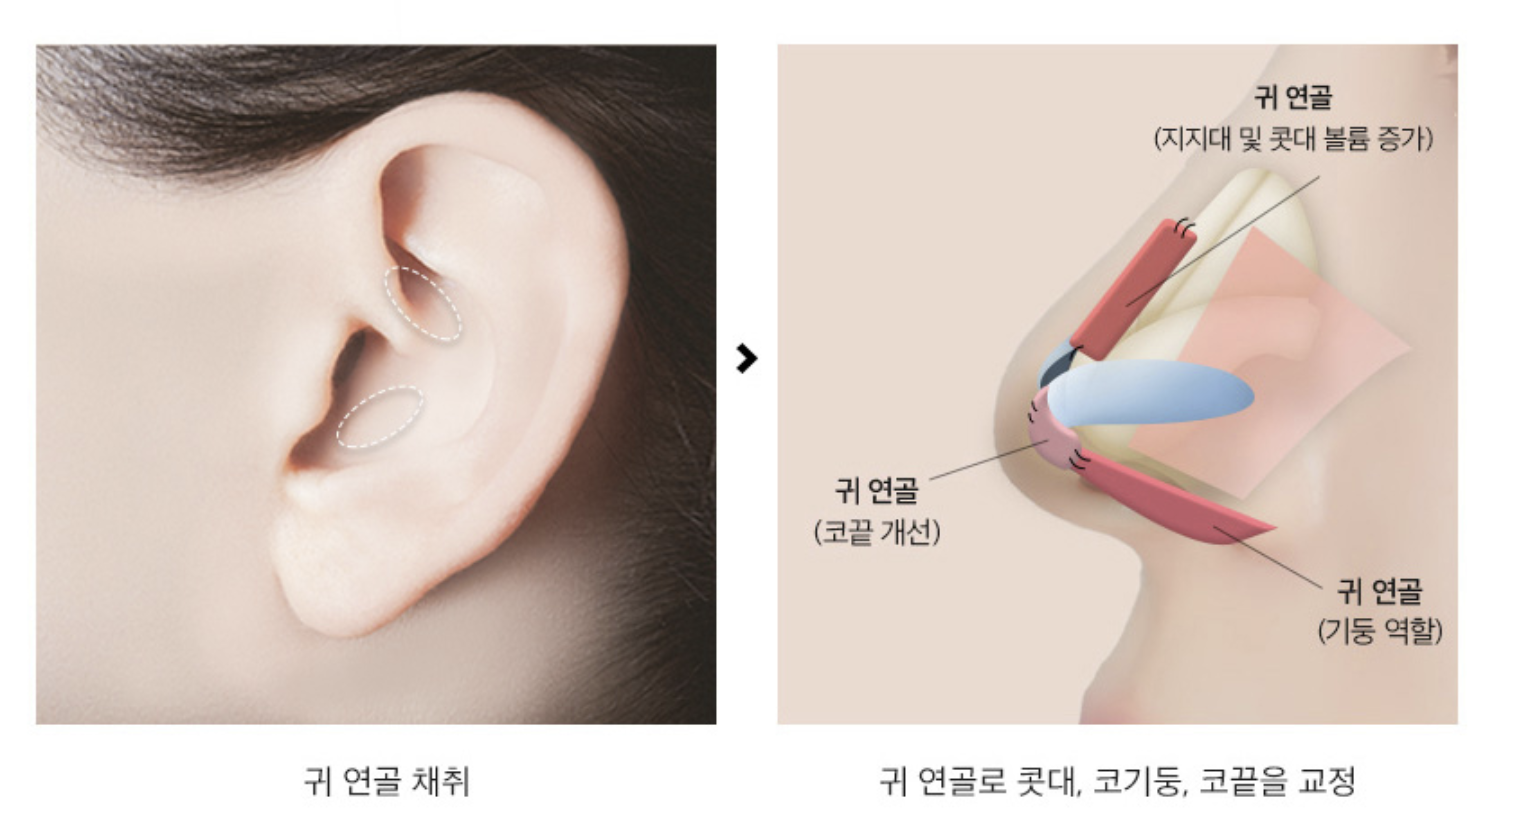 귀 연골
(지지대 및 콧대 볼륨 증가)
귀 연골
(코끝 개선)
귀 연골
(기둥 역할)
귀 연골 채취
귀 연골로 콧대, 코기둥, 코끝을 교정